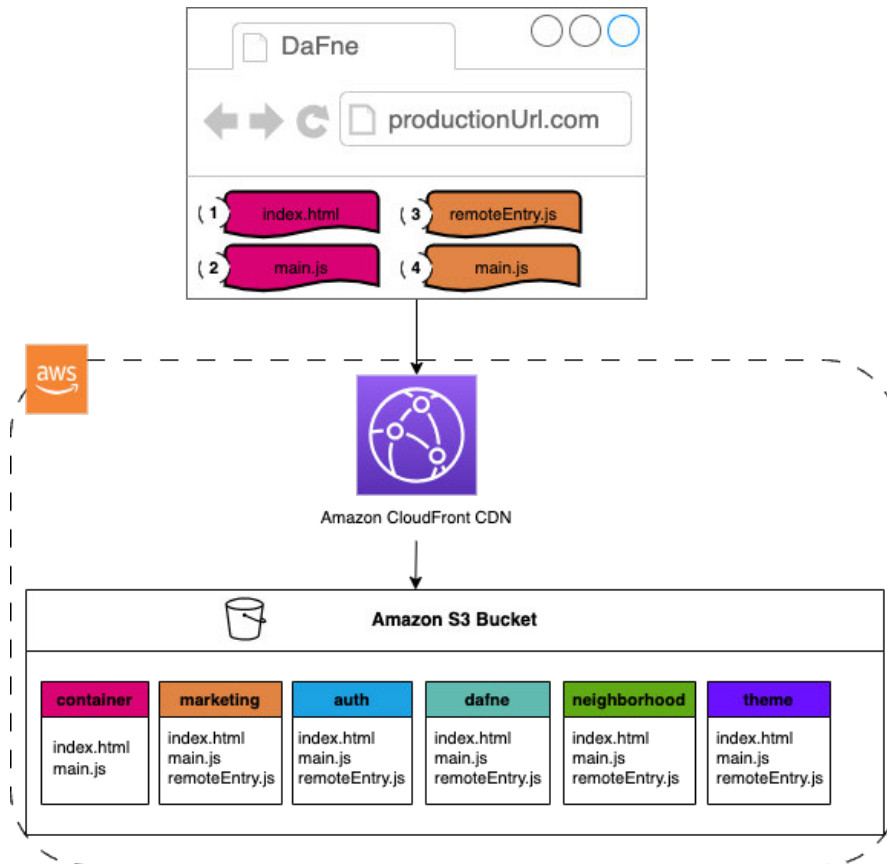 DaFne
productionUrl.com
1 index.html
3 remoteEntry.js
2 main.js
4 main.js
aws
Amazon CloudFront CDN
Amazon S3 Bucket
container
index.html
main.js
marketing
index.html
main.js
remoteEntry.js
auth
index.html
main.js
remoteEntry.js
dafne
index.html
main.js
remoteEntry.js
neighborhood
index.html
main.js
remoteEntry.js
theme
index.html
main.js
remoteEntry.js